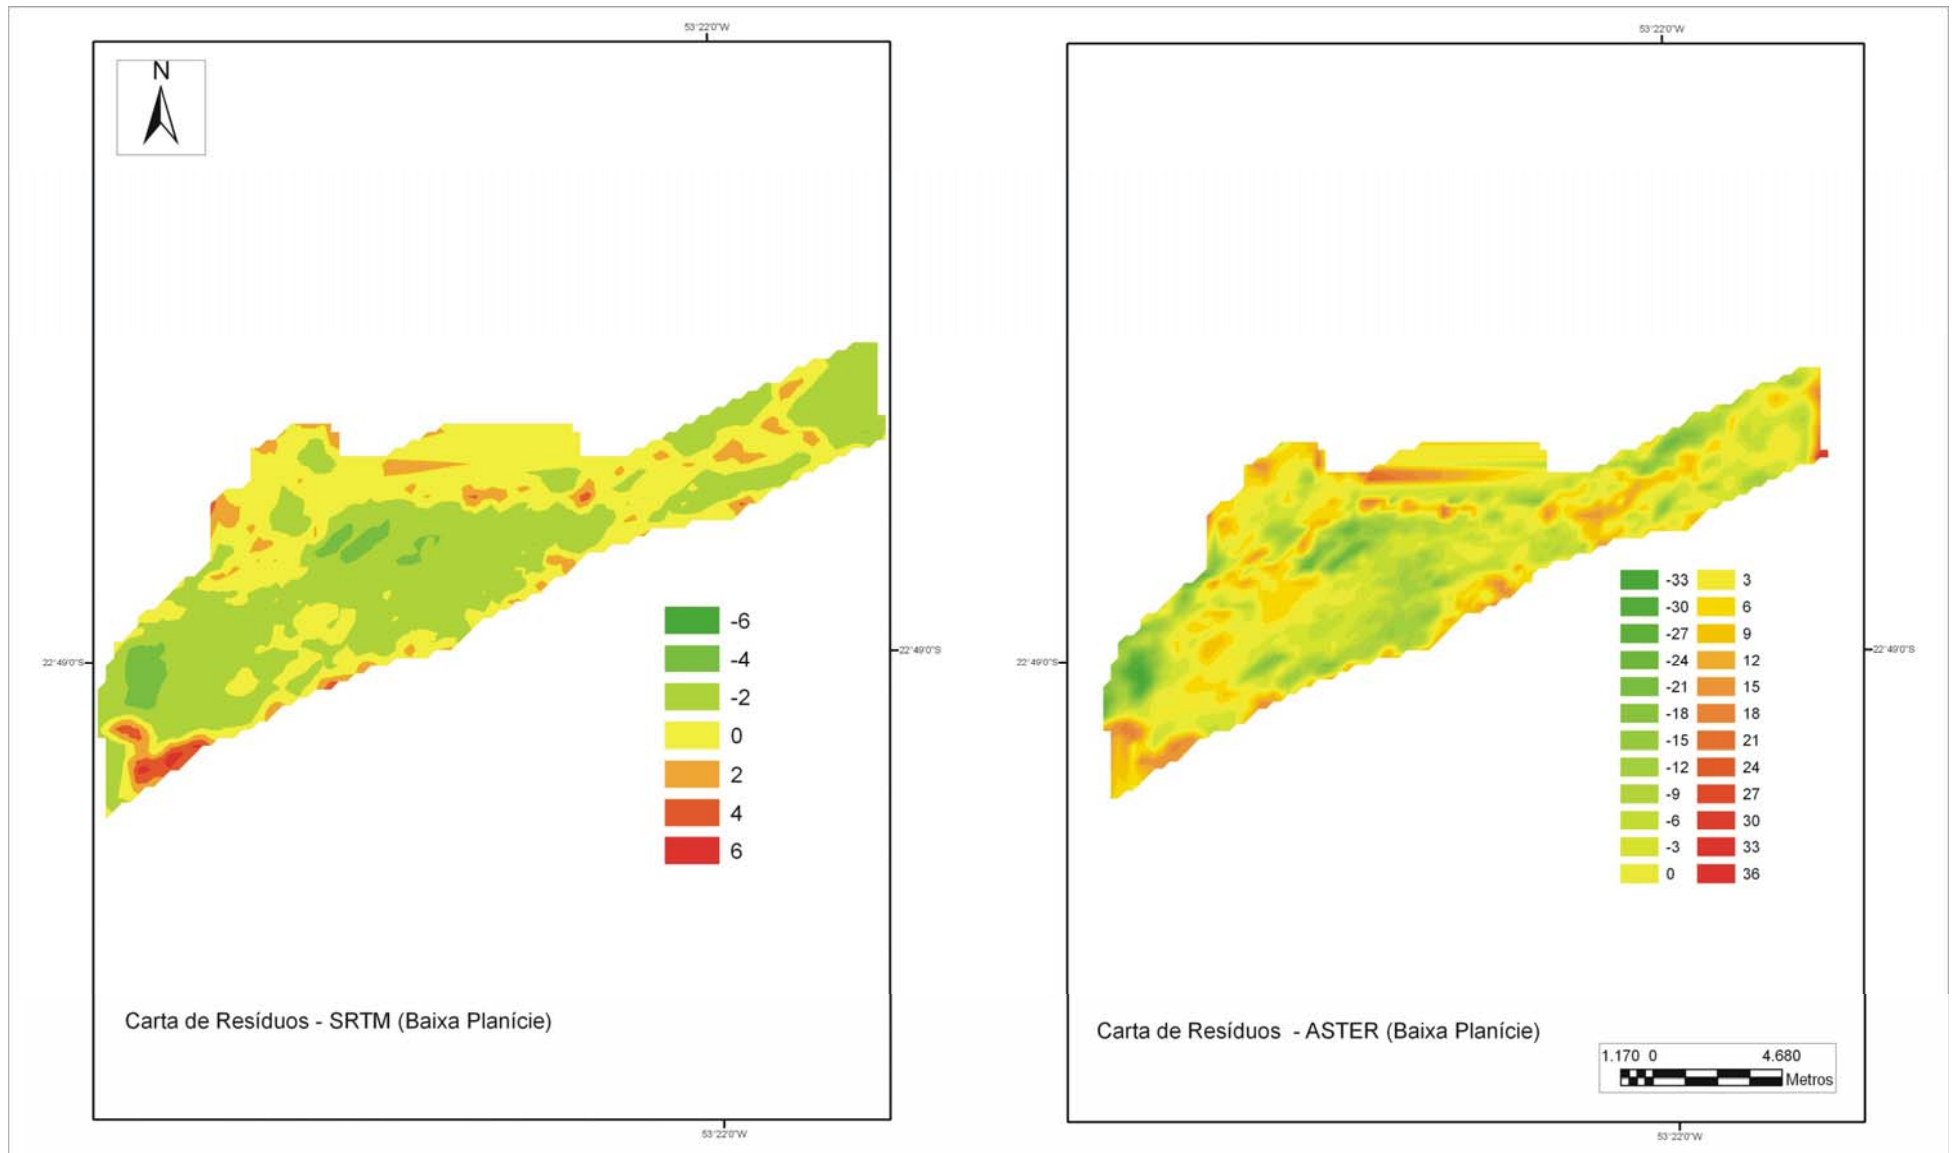 53°22'0"W
53°22'0"W
N
-6
-4
-2
0
2
4
6
22°49'0"S
22°49'0"S
22°49'0"S
22°49'0"S
-33 3
-30 6
-27 9
-24 12
-21 15
-18 18
-15 21
-12 24
-9 27
-6 30
-3 33
0 36
Carta de Resíduos - SRTM (Baixa Planície)
Carta de Resíduos - ASTER (Baixa Planície)
1.170 0 4.680
Metros
53°22'0"W
53°22'0"W